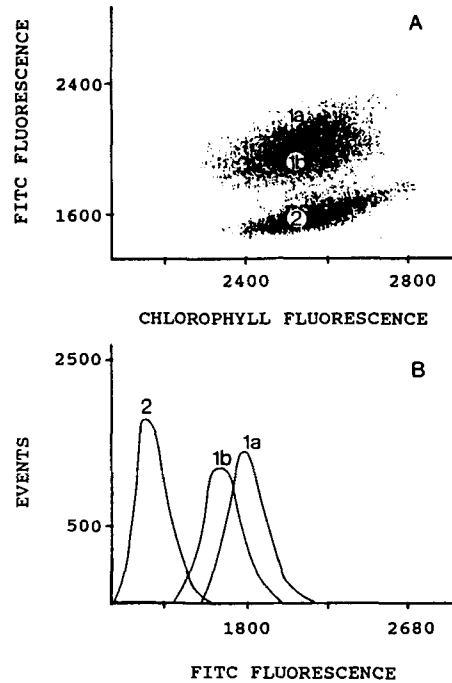 A
FITC FLUORESCENCE
2400
1600
1a
1b
2
2400
2800
CHLOROPHYLL FLUORESCENCE
B
EVENTS
2500
500
2
1b
1a
1800
2680
FITC FLUORESCENCE